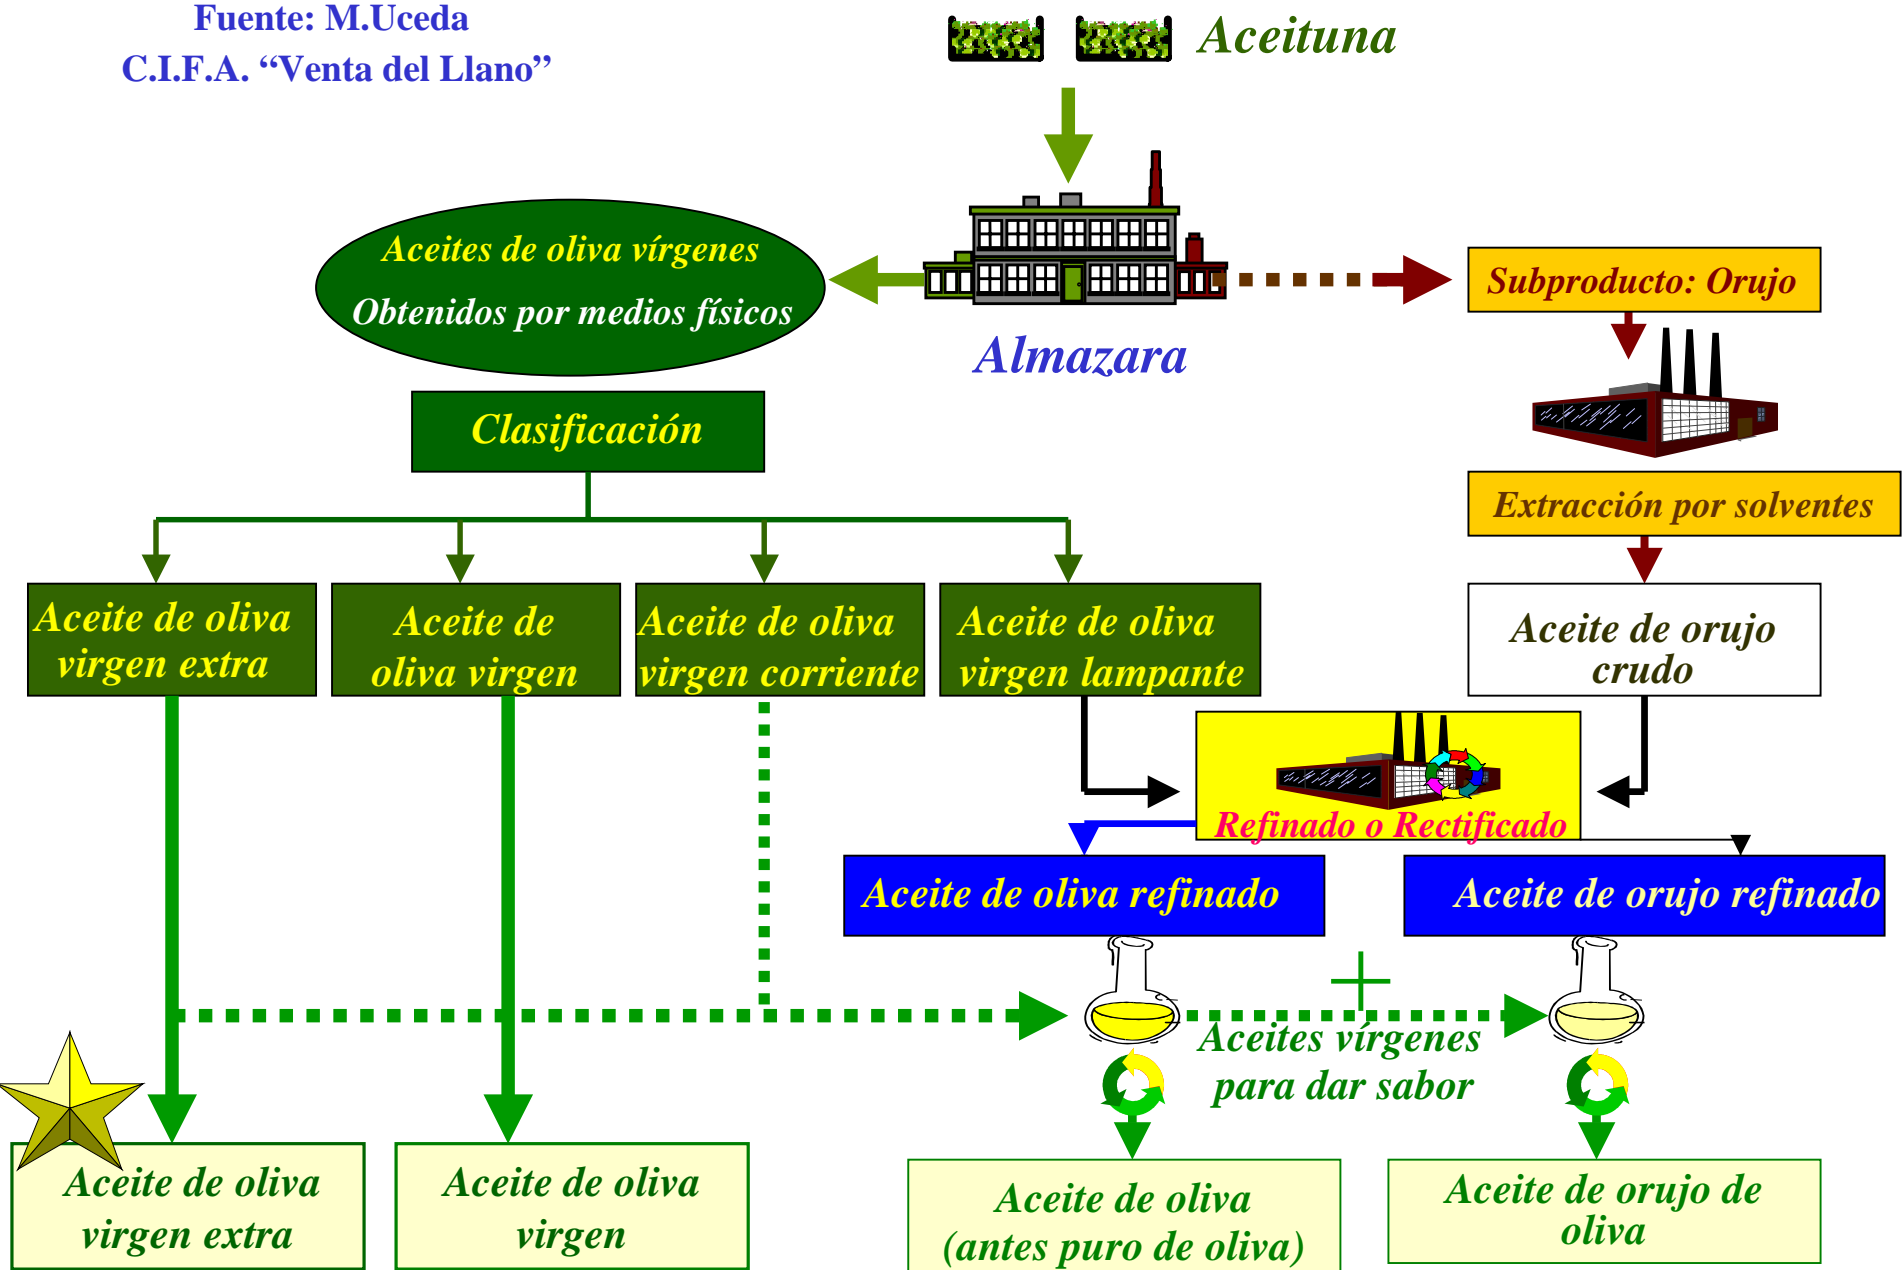 Fuente: M.Uceda
C.I.F.A. “Venta del Llano”
Aceituna
Aceites de oliva vírgenes
Obtenidos por medios físicos
Almazara
Subproducto: Orujo
Clasificación
Extracción por solventes
Aceite de oliva
virgen extra
Aceite de
oliva virgen
Aceite de oliva
virgen corriente
Aceite de oliva
virgen lampante
Aceite de orujo
crudo
Refinado o Rectificado
Aceite de oliva refinado
Aceite de orujo refinado
+
Aceites vírgenes
para dar sabor
Aceite de oliva
virgen extra
Aceite de oliva
virgen
Aceite de oliva
(antes puro de oliva)
Aceite de orujo de
oliva